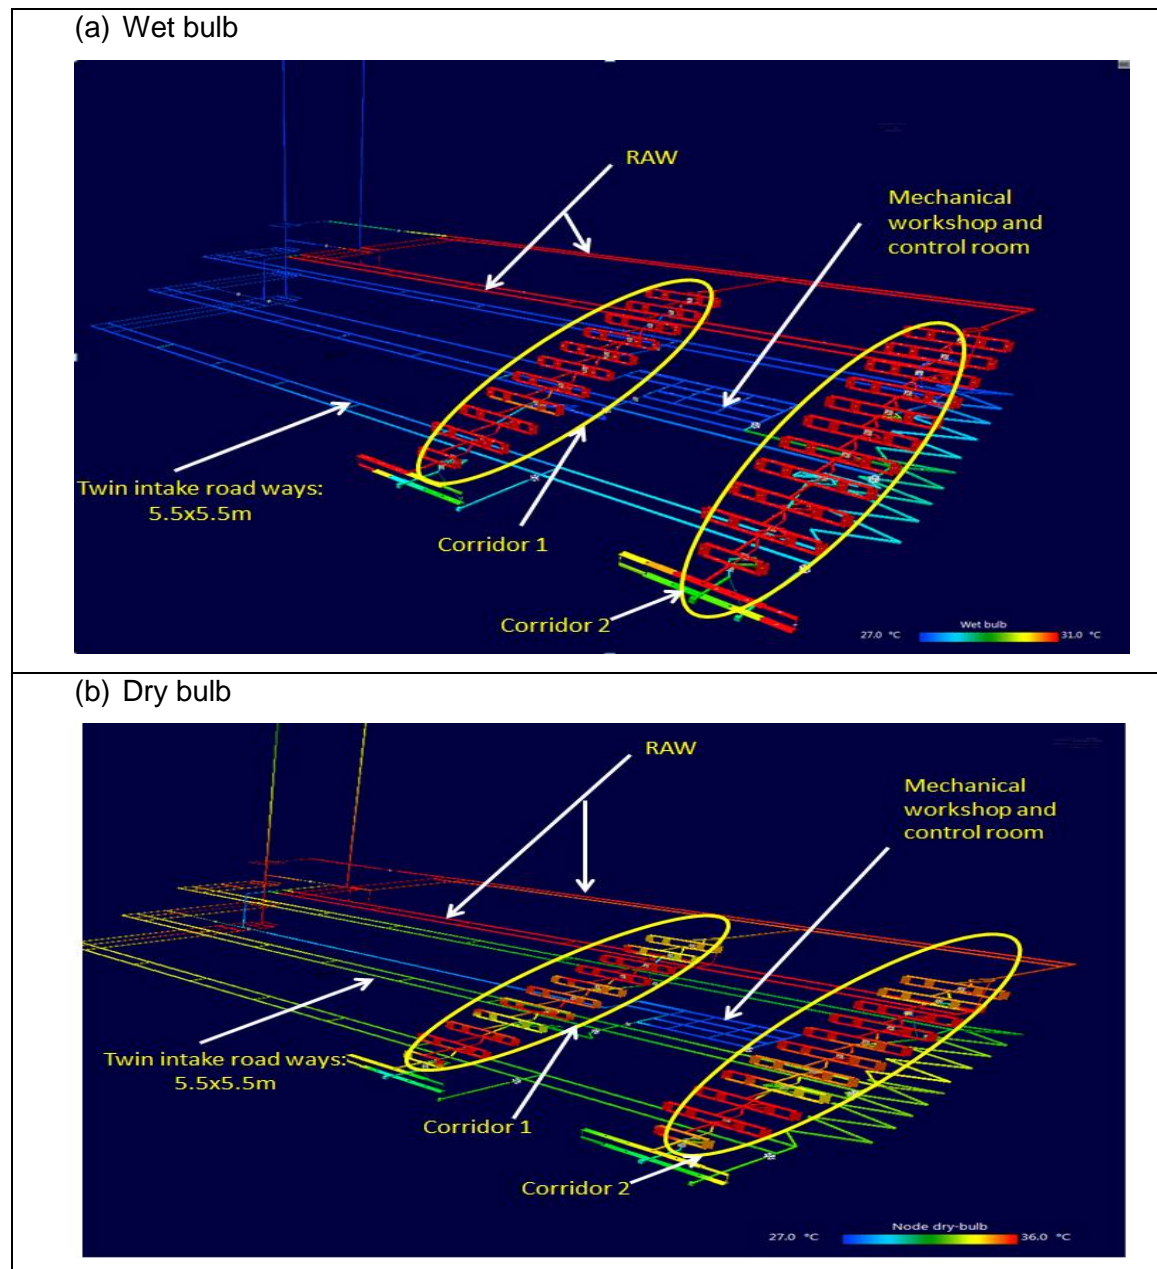 (a) Wet bulb
RAW
Mechanical
workshop and
control room
Twin intake road ways:
5.5x5.5m
Corridor 1
Corridor 2
Wet bulb
27.0 °C
31.0 °C
(b) Dry bulb
RAW
Mechanical
workshop and
control room
Twin intake road ways:
5.5x5.5m
Corridor 1
Corridor 2
Node dry-bulb
27.0 °C
36.0 °C